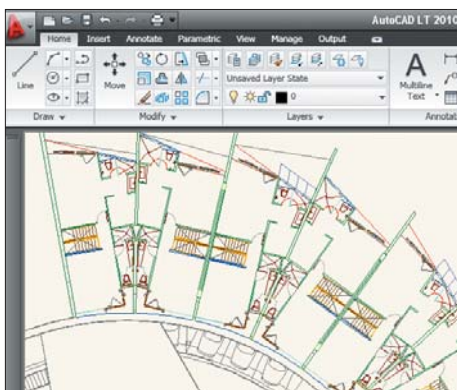 AutoCAD LT 2010
Home Insert Annotate Parametric View Manage Output
Line
Move
Unsaved Layer State
0
A
Multiline
Text
Draw
Modify
Layers
Annotat